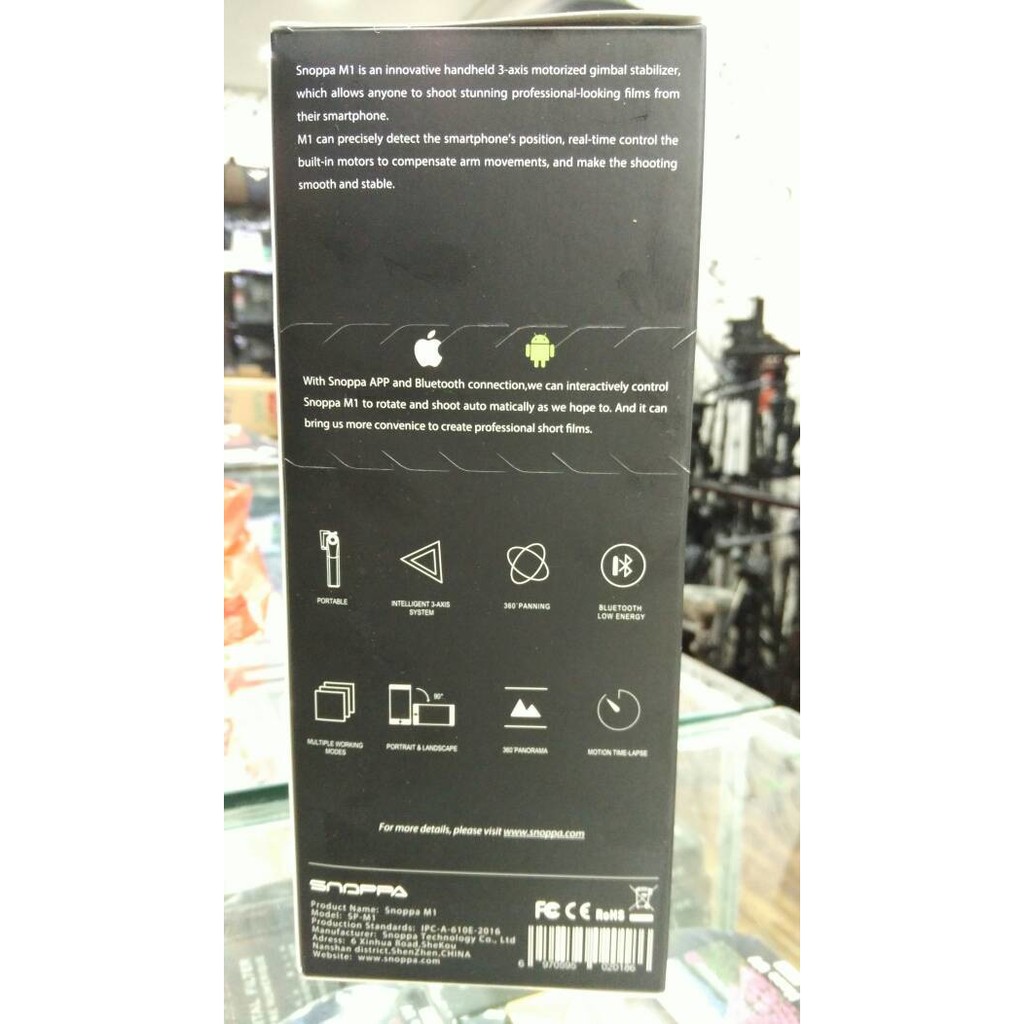 Snoppa M1 is an innovative handheld 3-axis motorized gimbal stabilizer,
which allows anyone to shoot stunning professional-looking films from
their smartphone.
M1 can precisely detect the smartphone's position, real-time control the
built-in motors to compensate arm movements, and make the shooting
smooth and stable.
With Snoppa APP and Bluetooth connection,we can interactively control
Snoppa M1 to rotate and shoot auto matically as we hope to. And it can
bring us more convenice to create professional short films.
PORTABLE
INTELLIGENT 3-AXIS
SYSTEM
360°PANNING
BLUETOOTH
LOW ENERGY
90°
MULTIPLE WORKING
MODES
PORTRAIT & LANDSCAPE
360°PANORAMA
MOTION TIME-LAPSE
For more details, please visit www.snoppa.com
SNOPPA
Product Name: Snoppa M1
Model: SP-M1
Production Standards: IPC-A-610E-2016
Manufacturer: Snoppa Technology Co., Ltd
Adress: 6 Xinhua Road,SheKou
Nanshan district,ShenZhen,CHINA
Website: www.snoppa.com
FC CE RoHS
6 970595 020186